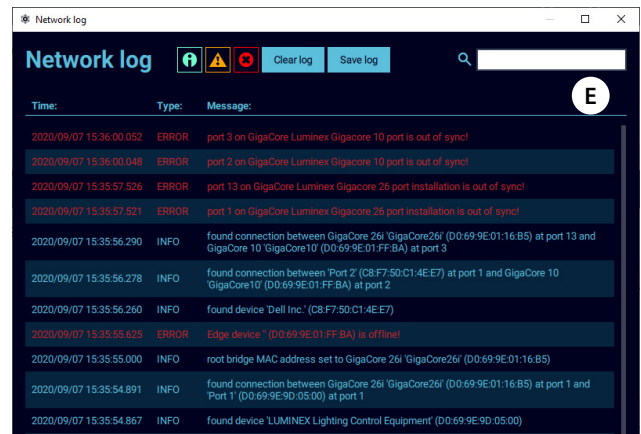 Network log
Network log Clear log Save log
E
Time: Type: Message:
2020/09/07 15:36:00.052 ERROR port 3 on GigaCore Luminex Gigacore 10 port is out of sync!
2020/09/07 15:36:00.048 ERROR port 2 on GigaCore Luminex Gigacore 10 port is out of sync!
2020/09/07 15:35:57.526 ERROR port 13 on GigaCore Luminex Gigacore 26 port installation is out of sync!
2020/09/07 15:35:57.521 ERROR port 1 on GigaCore Luminex Gigacore 26 port installation is out of sync!
2020/09/07 15:35:56.290 INFO found connection between GigaCore 26i 'GigaCore26i' (D0:69:9E:01:16:B5) at port 13 and
GigaCore 10 'GigaCore10' (D0:69:9E:01:FF:BA) at port 3
2020/09/07 15:35:56.278 INFO found connection between 'Port 2' (C8:F7:50:C1:4E:E7) at port 1 and GigaCore 10
'GigaCore10' (D0:69:9E:01:FF:BA) at port 2
2020/09/07 15:35:56.260 INFO found device 'Dell Inc.' (C8:F7:50:C1:4E:E7)
2020/09/07 15:35:55.625 ERROR Edge device '' (D0:69:9E:01:FF:BA) is offline!
2020/09/07 15:35:55.000 INFO root bridge MAC address set to GigaCore 26i 'GigaCore26i' (D0:69:9E:01:16:B5)
2020/09/07 15:35:54.891 INFO found connection between GigaCore 26i 'GigaCore26i' (D0:69:9E:01:16:B5) at port 1 and
'Port 1' (D0:69:9E:9D:05:00) at port 1
2020/09/07 15:35:54.867 INFO found device 'LUMINEX Lighting Control Equipment' (D0:69:9E:9D:05:00)